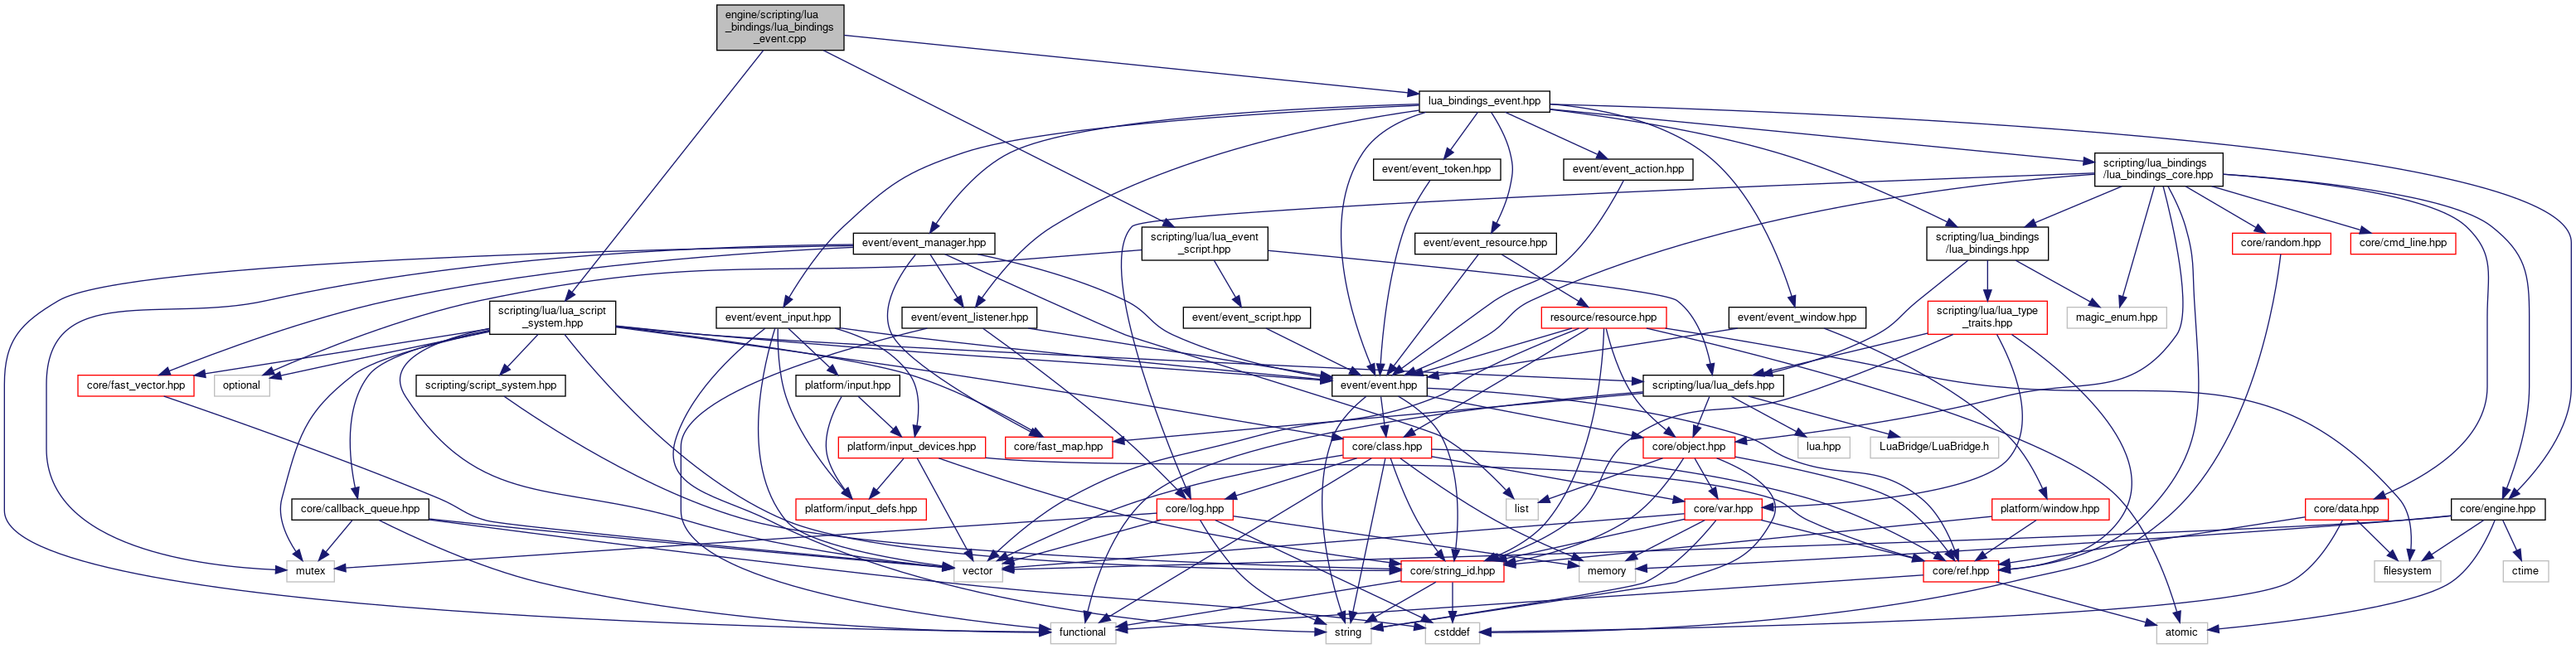 engine/scripting/lua
_bindings/lua_bindings
_event.cpp
lua_bindings_event.hpp
event/event_token.hpp
event/event_action.hpp
scripting/lua_bindings
/lua_bindings_core.hpp
event/event_manager.hpp
scripting/lua/lua_event
_script.hpp
event/event_resource.hpp
scripting/lua_bindings
/lua_bindings.hpp
core/random.hpp
core/cmd_line.hpp
scripting/lua/lua_script
_system.hpp
event/event_input.hpp
event/event_listener.hpp
event/event_script.hpp
resource/resource.hpp
event/event_window.hpp
scripting/lua/lua_type
_traits.hpp
magic_enum.hpp
core/fast_vector.hpp
optional
scripting/script_system.hpp
platform/input.hpp
event/event.hpp
scripting/lua/lua_defs.hpp
platform/input_devices.hpp
core/fast_map.hpp
core/class.hpp
core/object.hpp
lua.hpp
LuaBridge/LuaBridge.h
core/callback_queue.hpp
platform/input_defs.hpp
core/log.hpp
list
core/var.hpp
platform/window.hpp
core/data.hpp
core/engine.hpp
mutex
vector
core/string_id.hpp
memory
core/ref.hpp
filesystem
ctime
functional
string
cstddef
atomic